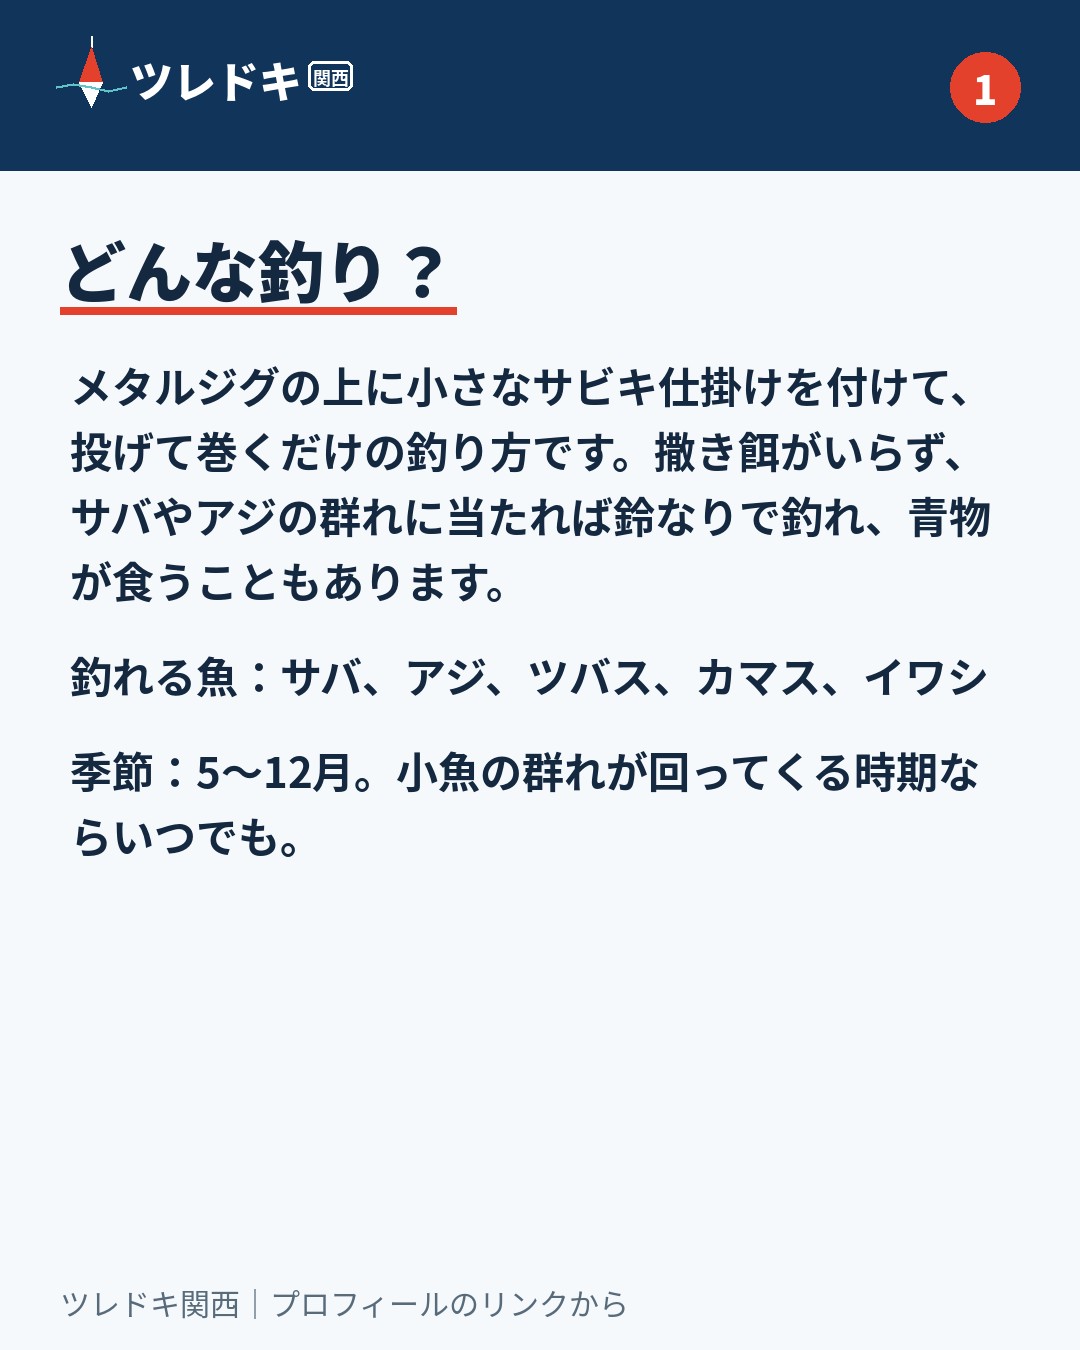 ツレドキ 関西
1
どんな釣り？
メタルジグの上に小さなサビキ仕掛けを付けて、
投げて巻くだけの釣り方です。撒き餌がいらず、
サバやアジの群れに当たれば鈴なりで釣れ、青物
が食うこともあります。
釣れる魚：サバ、アジ、ツバス、カマス、イワシ
季節：5〜12月。小魚の群れが回ってくる時期な
らいつでも。
ツレドキ関西｜プロフィールのリンクから